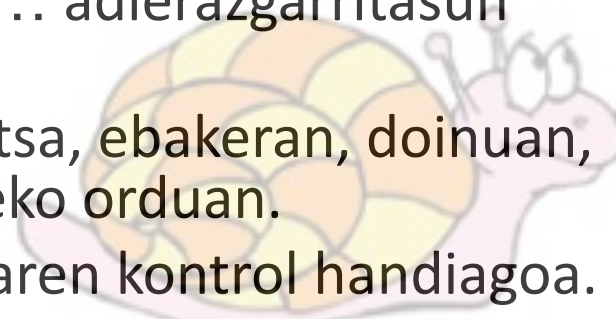 .. adierazgarritasun
tsa, ebakeran, doinuan,
eko orduan.
aren kontrol handiagoa.